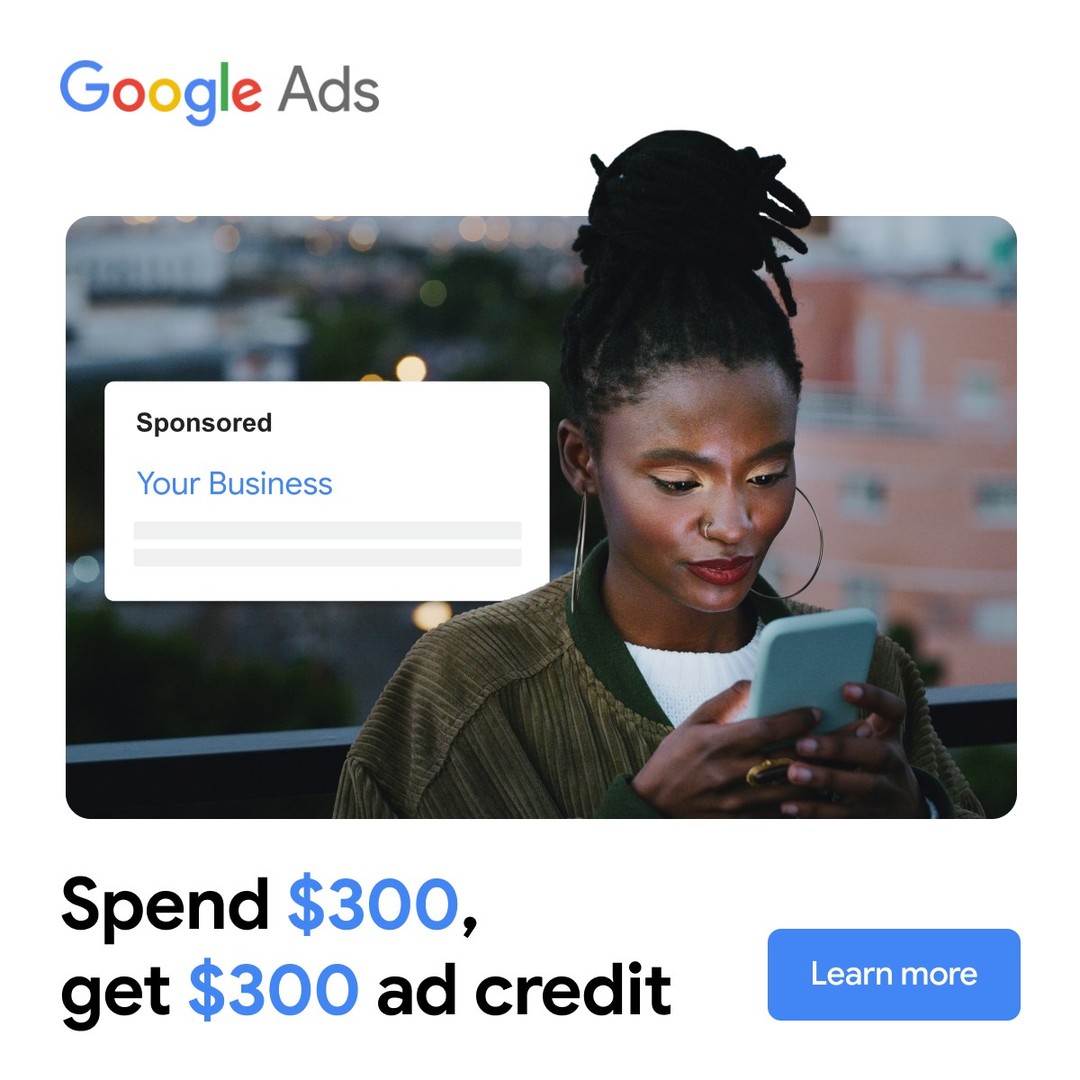 Google Ads
Sponsored
Your Business
Spend $300,
get $300 ad credit
Learn more